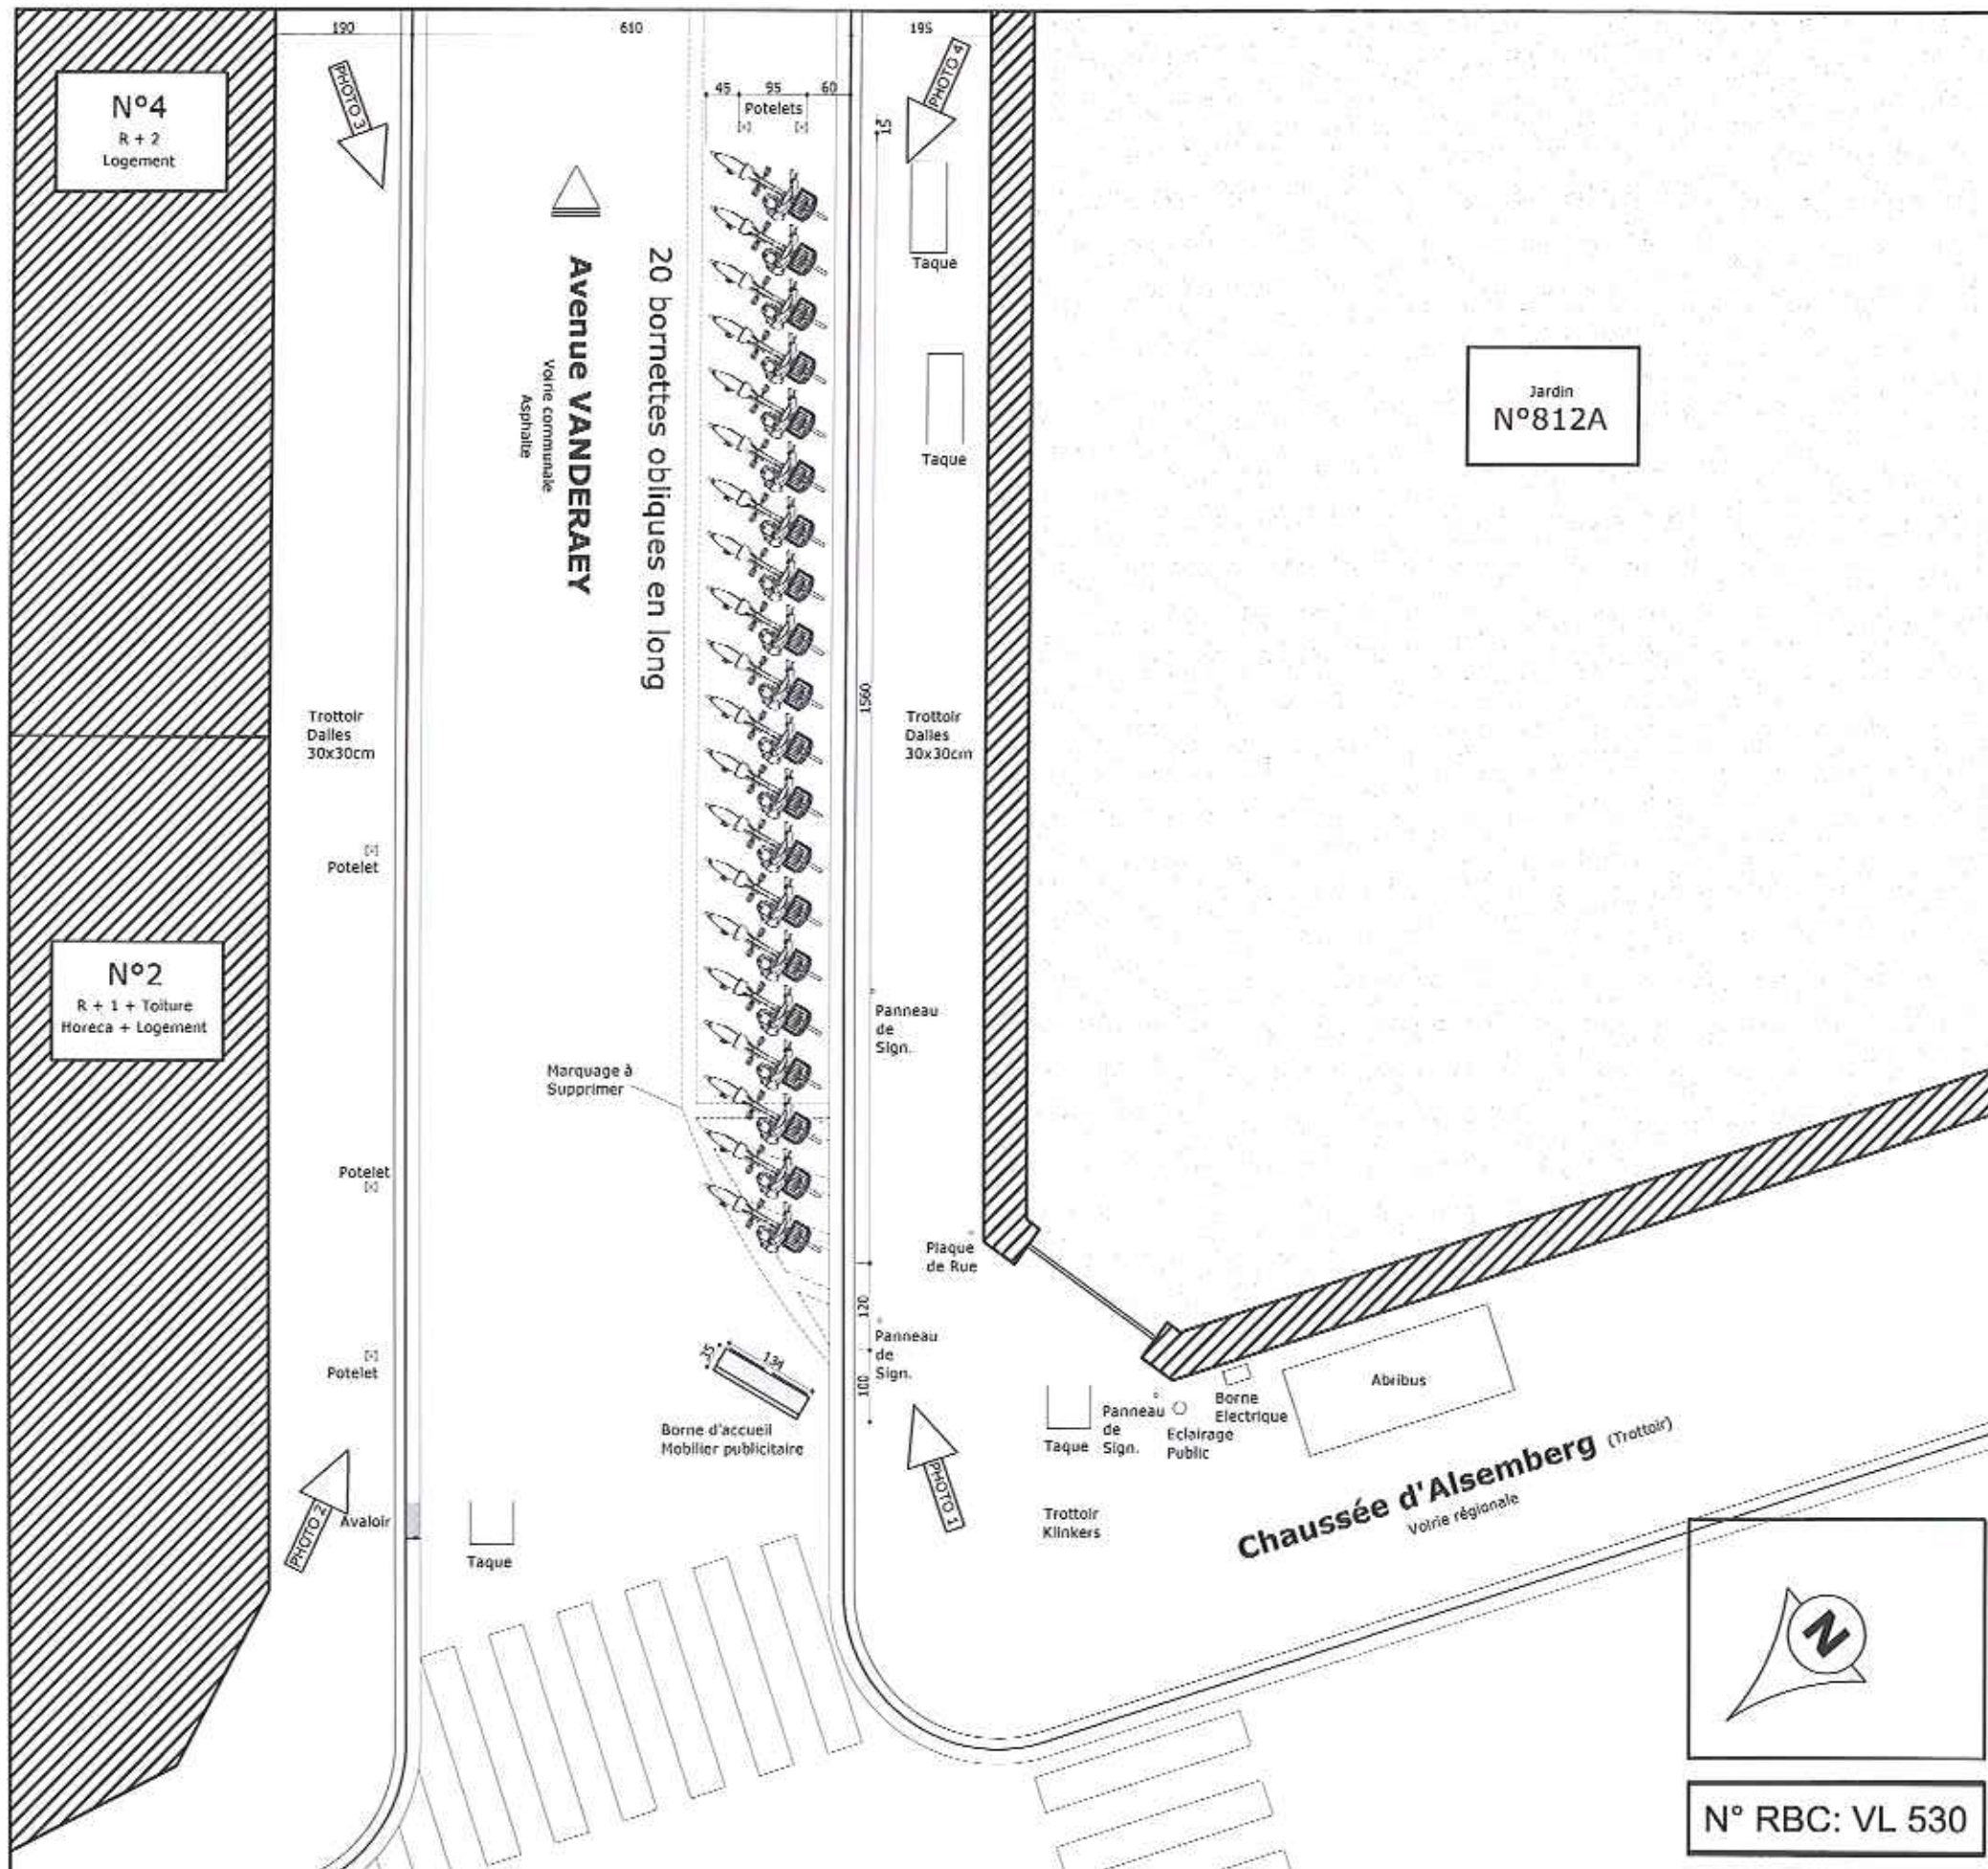 190
610
195
PHOTO 3
PHOTO 4
N°4
R + 2
Logement
45
95
60
Potelets
15
Taque
Taque
Avenue VANDERAEY
Voirie communale
Asphalte
20 bornettes obliques en long
Jardin
N°812A
1560
Trottoir
Dalles
30x30cm
Trottoir
Dalles
30x30cm
Potelet
N°2
R + 1 + Toiture
Horeca + Logement
Panneau
de
Sign.
Marquage à
Supprimer
Potelet
Plaque
de Rue
120
Panneau
de
Sign.
100
Potelet
35
134
Borne d'accueil
Mobilier publicitaire
Taque
Panneau
de
Sign.
Eclairage
Public
Borne
Electrique
Abribus
PHOTO 2
Avaloir
Taque
PHOTO 1
Trottoir
Klinkers
Chaussée d'Alsemberg (Trottoir)
Voirie régionale
N
N° RBC: VL 530